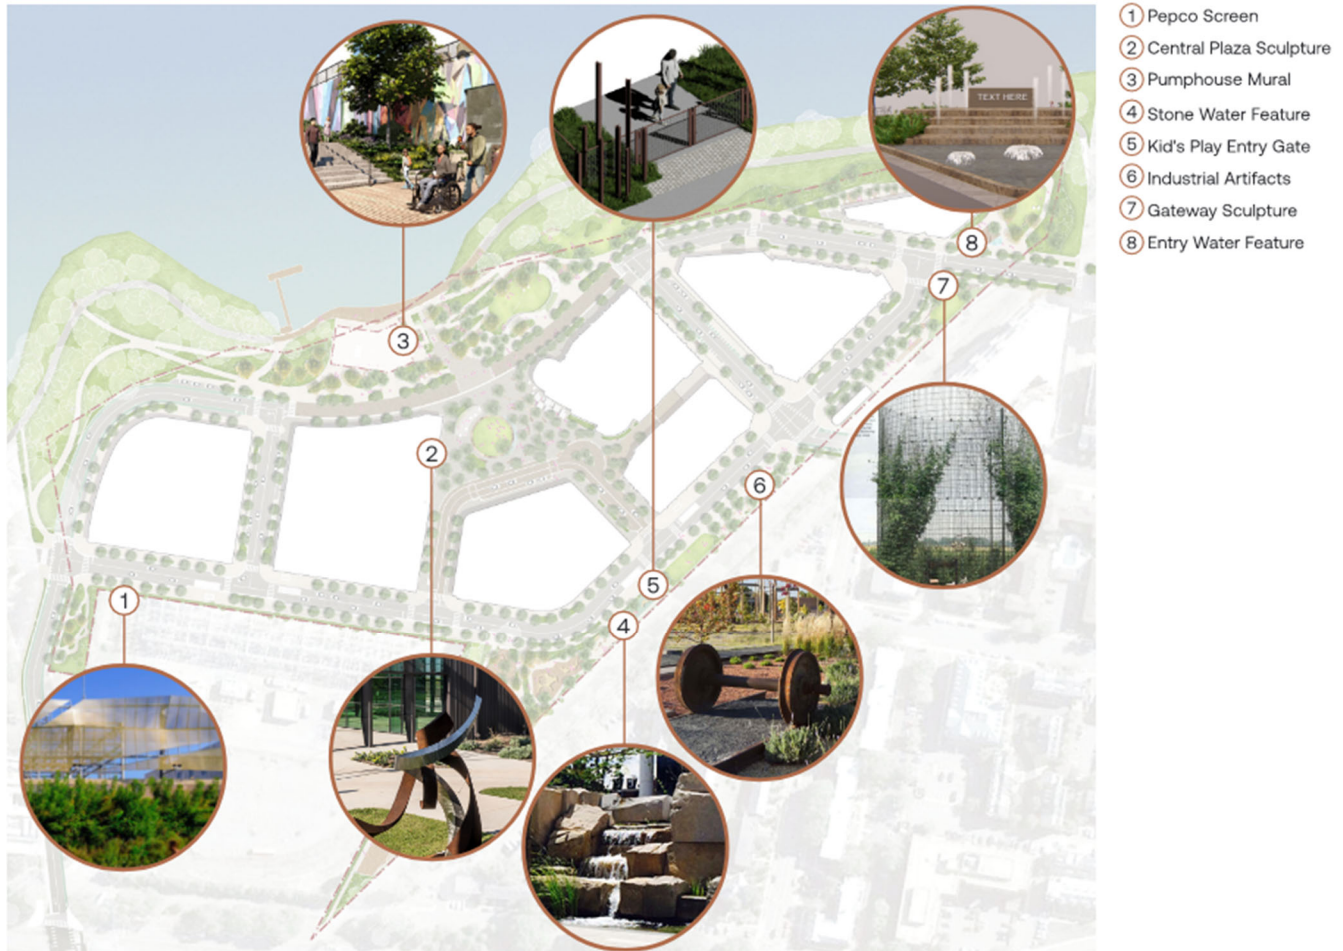 1 Pepco Screen
2 Central Plaza Sculpture
3 Pumphouse Mural
4 Stone Water Feature
5 Kid's Play Entry Gate
6 Industrial Artifacts
7 Gateway Sculpture
8 Entry Water Feature
TEXT HERE
8
7
3
2
6
5
1
4